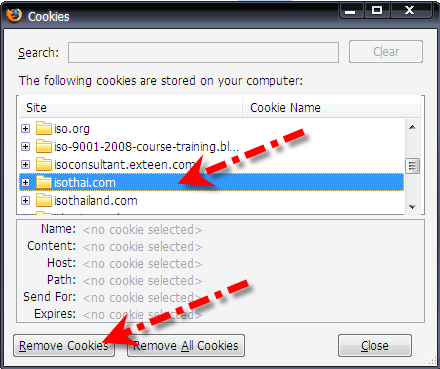 Cookies
Search:
Clear
The following cookies are stored on your computer:
Site Cookie Name
iso.org
iso-9001-2008-course-training.bl...
isoconsultant.exteen.com
isothai.com
isothailand.com
Name: <no cookie selected>
Content: <no cookie selected>
Host: <no cookie selected>
Path: <no cookie selected>
Send For: <no cookie selected>
Expires: <no cookie selected>
Remove Cookies Remove All Cookies Close